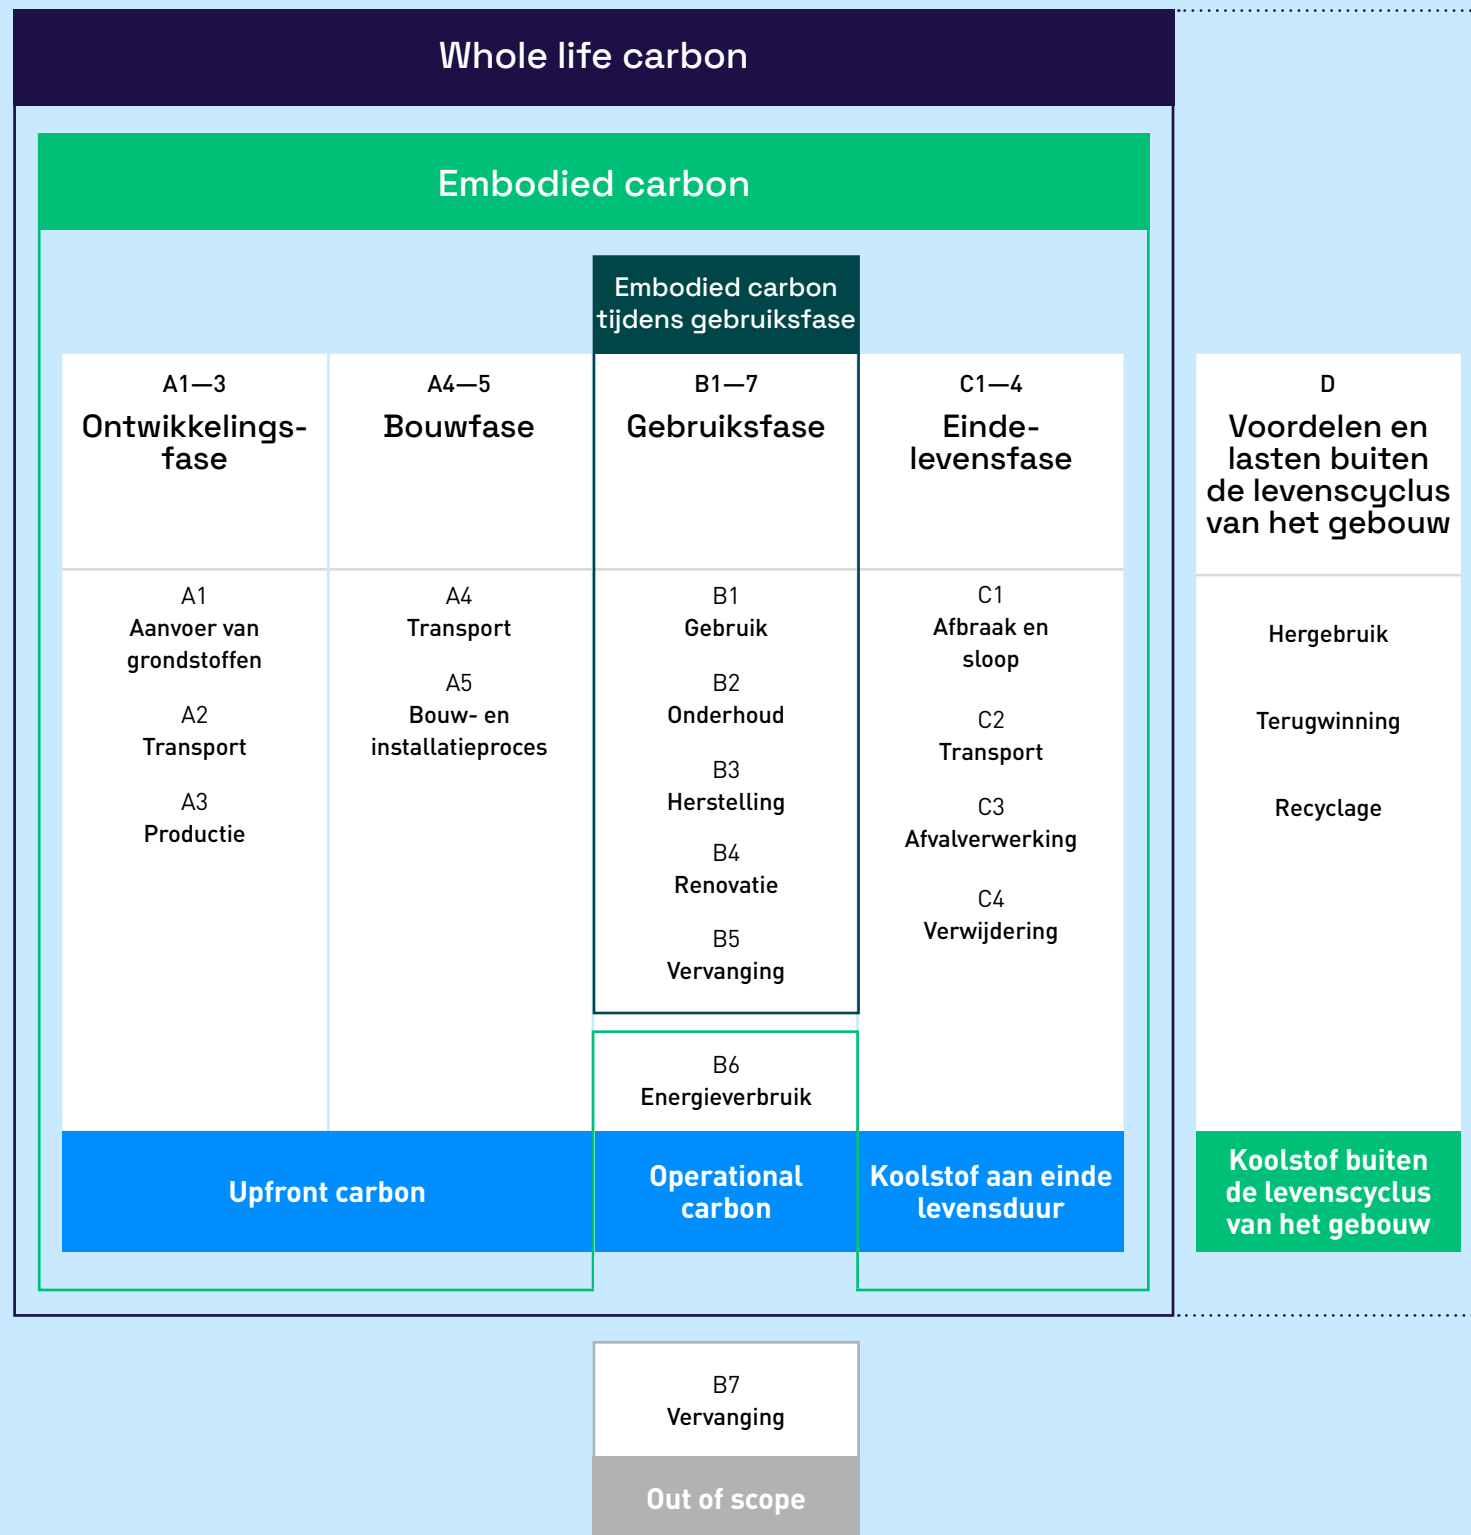 Whole life carbon
Embodied carbon
Embodied carbon
tijdens gebruiksfase
A1—3
Ontwikkelings-
fase
A1
Aanvoer van
grondstoffen
A2
Transport
A3
Productie
A4—5
Bouwfase
A4
Transport
A5
Bouw- en
installatieproces
Upfront carbon
B1—7
Gebruiksfase
B1
Gebruik
B2
Onderhoud
B3
Herstelling
B4
Renovatie
B5
Vervanging
B6
Energieverbruik
Operational
carbon
C1—4
Einde-
levensfase
C1
Afbraak en
sloop
C2
Transport
C3
Afvalverwerking
C4
Verwijdering
Koolstof aan einde
levensduur
D
Voordelen en
lasten buiten
de levenscyclus
van het gebouw
Hergebruik
Terugwinning
Recyclage
Koolstof buiten
de levenscyclus
van het gebouw
B7
Vervanging
Out of scope